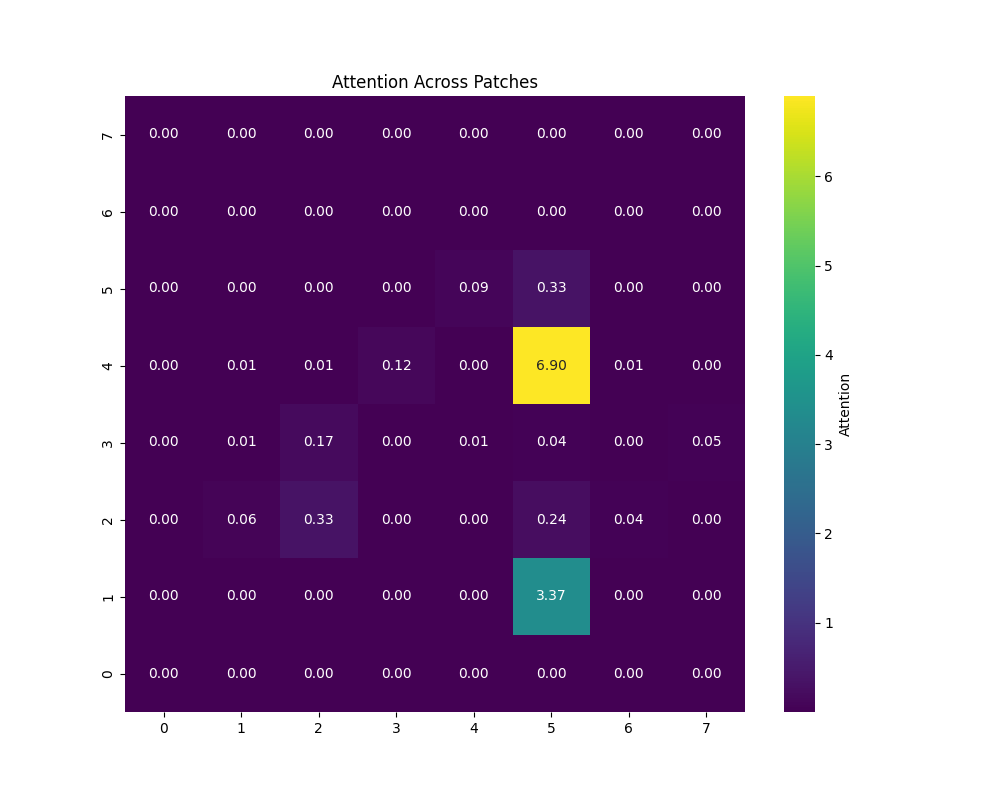 Attention Across Patches
7 0.00 0.00 0.00 0.00 0.00 0.00 0.00 0.00
6 0.00 0.00 0.00 0.00 0.00 0.00 0.00 0.00
5 0.00 0.00 0.00 0.00 0.09 0.33 0.00 0.00
4 0.00 0.01 0.01 0.12 0.00 6.90 0.01 0.00
3 0.00 0.01 0.17 0.00 0.01 0.04 0.00 0.05
2 0.00 0.06 0.33 0.00 0.00 0.24 0.04 0.00
1 0.00 0.00 0.00 0.00 0.00 3.37 0.00 0.00
0 0.00 0.00 0.00 0.00 0.00 0.00 0.00 0.00
0 1 2 3 4 5 6 7
6
5
4
3
2
1
Attention